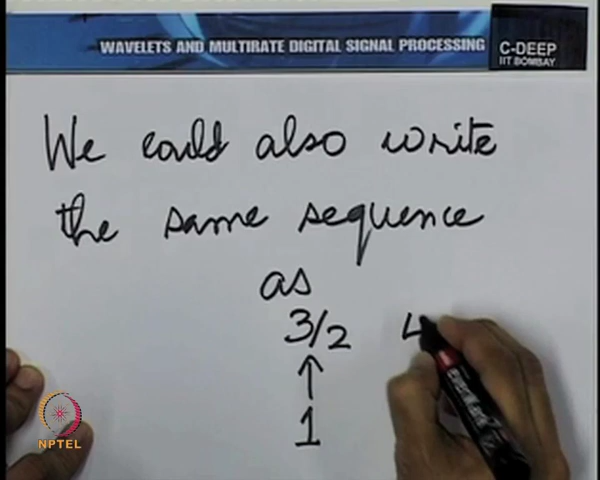 WAVELETS AND MULTIRATE DIGITAL SIGNAL PROCESSING
C-DEEP
IIT BOMBAY
We could also write
the same sequence
as
3/2 4
↑
1
NPTEL